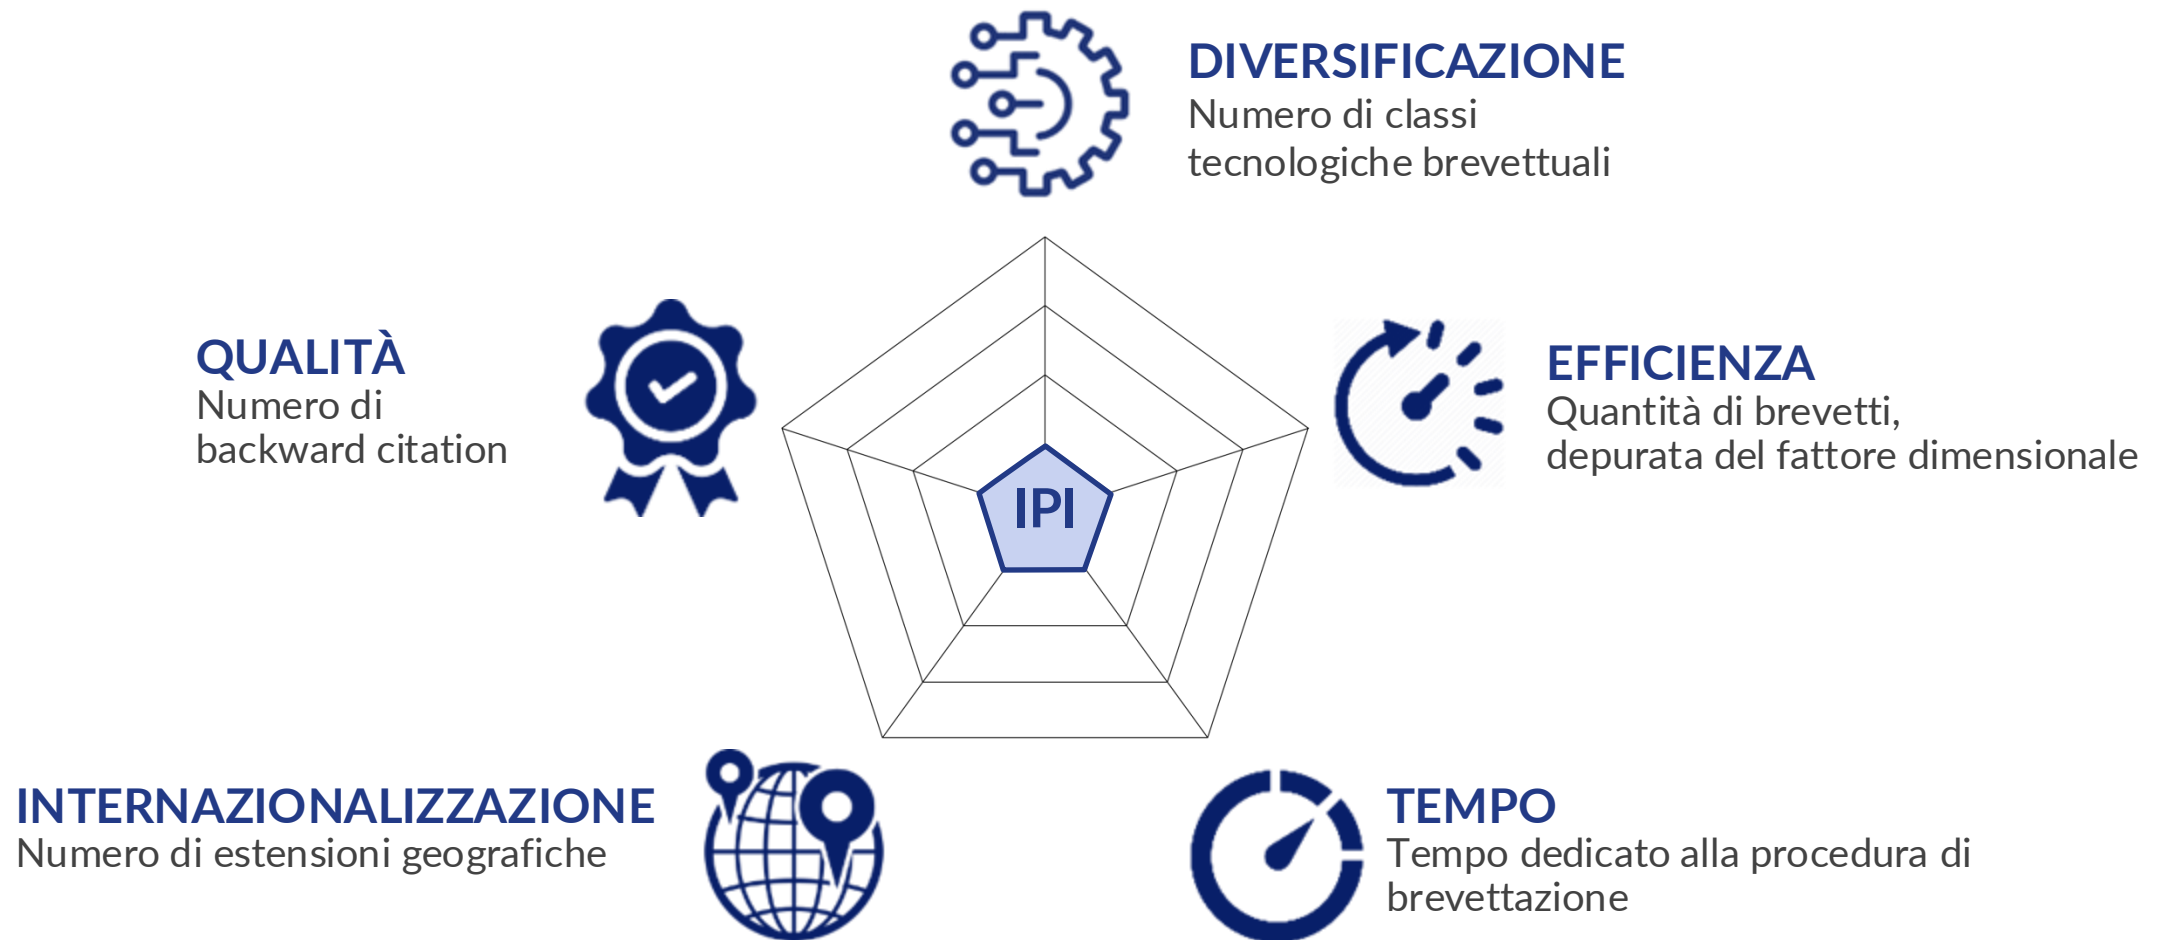 DIVERSIFICAZIONE
Numero di classi
tecnologiche brevettuali
QUALITÀ
Numero di
backward citation
EFFICIENZA
Quantità di brevetti,
depurata del fattore dimensionale
IPI
INTERNAZIONALIZZAZIONE
Numero di estensioni geografiche
TEMPO
Tempo dedicato alla procedura di
brevettazione